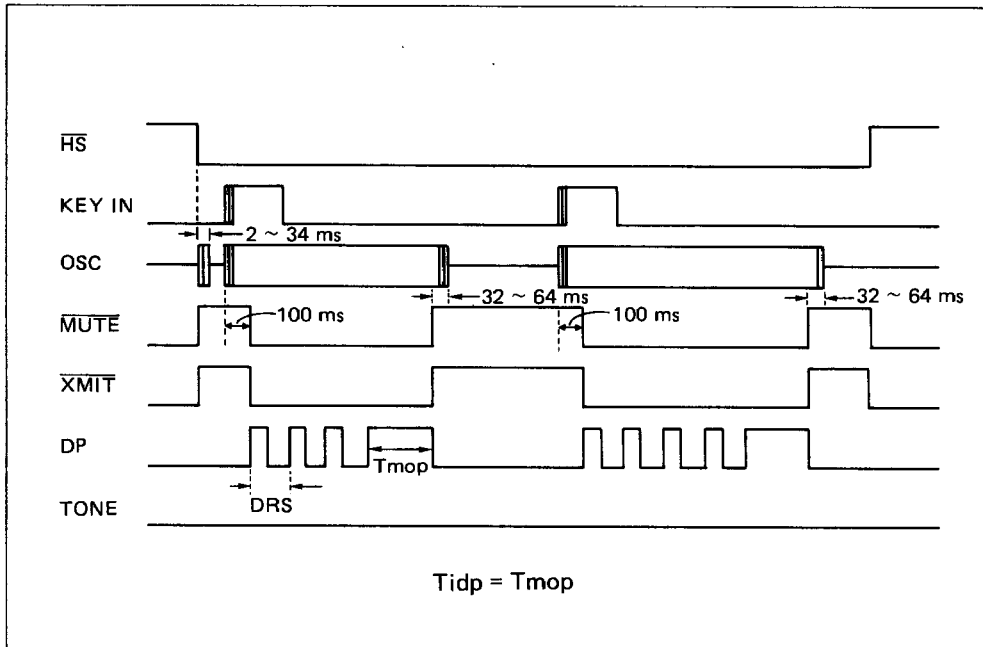 HS
KEY IN
2 ~ 34 ms
OSC
32 ~ 64 ms
32 ~ 64 ms
MUTE
100 ms
100 ms
XMIT
DP
Tmop
DRS
TONE
Tidp = Tmop